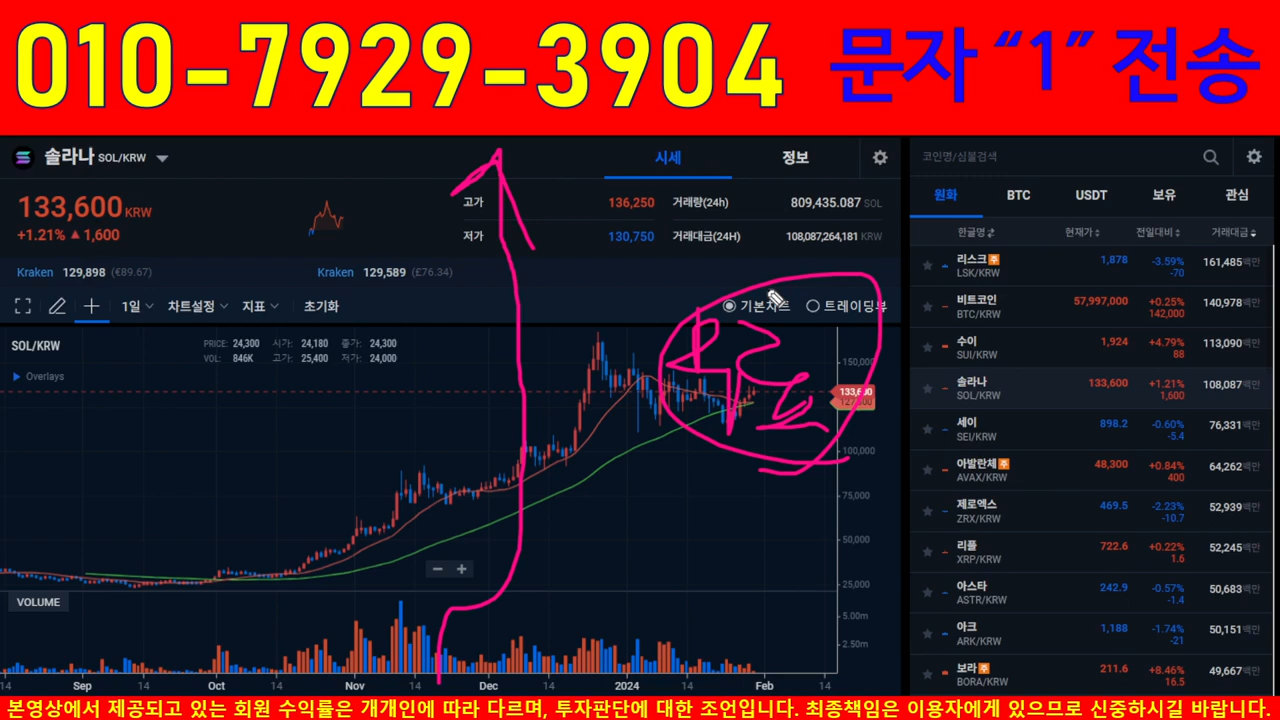 010-7929-3904 문자 “1” 전송
솔라나 SOL/KRW
시세 정보
코인명/심볼검색
133,600 KRW
+1.21% ▲ 1,600
고가 136,250 거래량(24h) 809,435.087 SOL
저가 130,750 거래대금(24H) 108,087,264,181 KRW
원화 BTC USDT 보유 관심
한글명 현재가 전일대비 거래대금
Kraken 129,898 (€89.67) Kraken 129,589 (£76.34)
1일 차트설정 지표 초기화 기본차트 트레이딩뷰
SOL/KRW
PRICE: 24,300 시가: 24,180 종가: 24,300
VOL: 846K 고가: 25,400 저가: 24,000
Overlays
150,000
133,600
100,000
75,000
50,000
25,000
VOLUME
5.00m
2.50m
14 Sep 14 Oct 14 Nov 14 Dec 14 2024 14 Feb 14
리스크 주 1,878 -3.59% 161,485백만
LSK/KRW -70
비트코인 57,997,000 +0.25% 140,978백만
BTC/KRW 142,000
수이 1,924 +4.79% 113,090백만
SUI/KRW 88
솔라나 133,600 +1.21% 108,087백만
SOL/KRW 1,600
세이 898.2 -0.60% 76,331백만
SEI/KRW -5.4
아발란체 주 48,300 +0.84% 64,262백만
AVAX/KRW 400
제로엑스 469.5 -2.23% 52,939백만
ZRX/KRW -10.7
리플 722.6 +0.22% 52,245백만
XRP/KRW 1.6
아스타 242.9 -0.57% 50,683백만
ASTR/KRW -1.4
아크 1,188 -1.74% 50,151백만
ARK/KRW -21
보라 주 211.6 +8.46% 49,667백만
BORA/KRW 16.5
본영상에서 제공되고 있는 회원 수익률은 개개인에 따라 다르며, 투자판단에 대한 조언입니다. 최종책임은 이용자에게 있으므로 신중하시길 바랍니다.